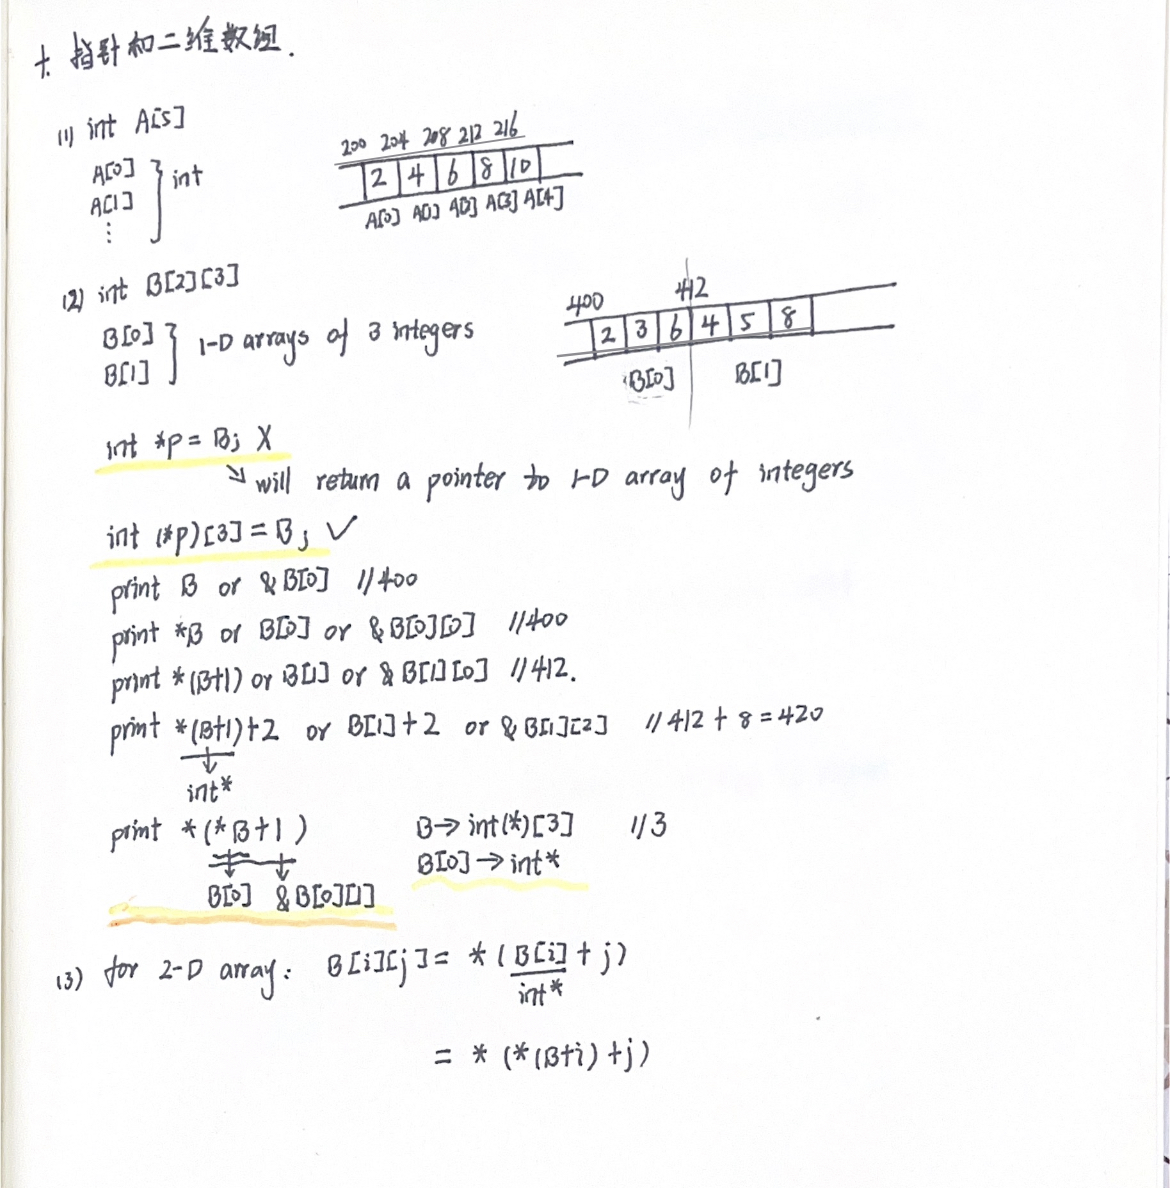 十. 指针和二维数组.
(1) int A[5]
200 204 208 212 216
A[0]
A[1]
⋮
} int
2 4 6 8 10
A[0] A[1] A[2] A[3] A[4]
(2) int B[2][3]
400 412
B[0]
B[1]
} 1-D arrays of 3 integers
2 3 6 4 5 8
B[0] B[1]
int *p = B; X
↘ will return a pointer to 1-D array of integers
int (*p)[3] = B; ✓
print B or &B[0] //400
print *B or B[0] or &B[0][0] //400
print *(B+1) or B[1] or &B[1][0] //412.
print *(B+1)+2 or B[1]+2 or &B[1][2] //412 + 8 = 420
↓
int*
print *(*B+1) B→ int(*)[3] //3
B[0] → int*
B[0] &B[0][1]
(3) for 2-D array: B[i][j] = *(B[i] + j)
int*
= *(*(B+i)+j)